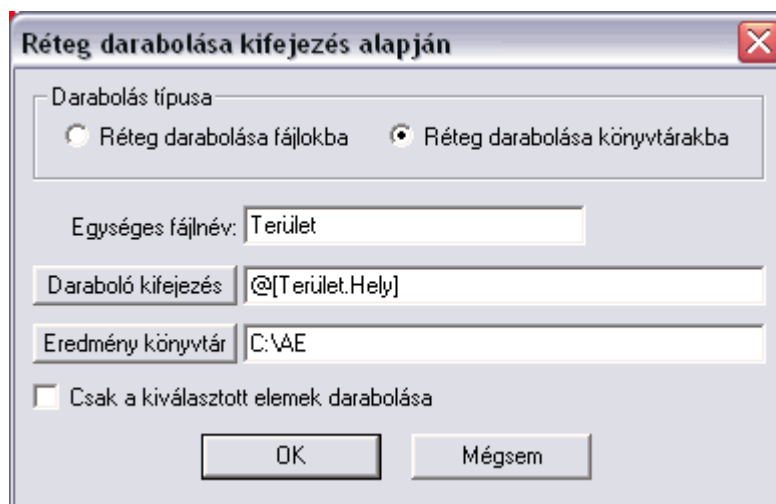 Réteg darabolása kifejezés alapján
Darabolás típusa
Réteg darabolása fájlokba Réteg darabolása könyvtárakba
Egységes fájlnév: Terület
Daraboló kifejezés @[Terület.Hely]
Eredmény könyvtár C:\AE
Csak a kiválasztott elemek darabolása
OK Mégsem